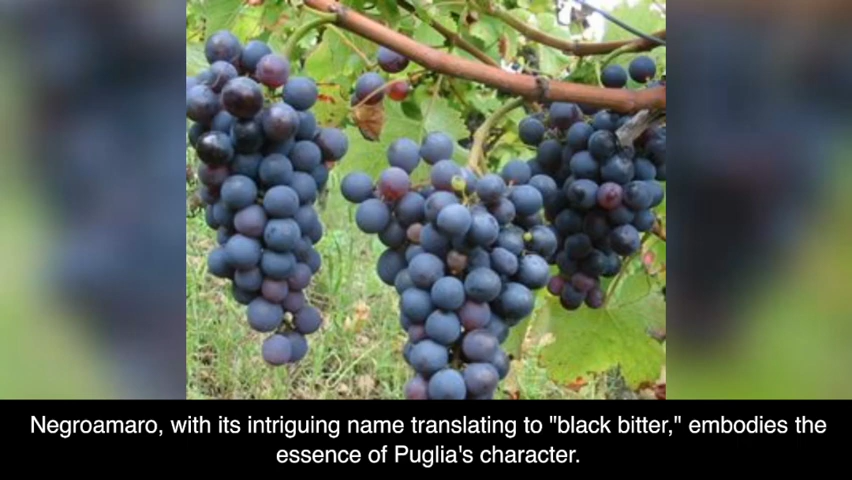 Negroamaro, with its intriguing name translating to "black bitter," embodies the
essence of Puglia's character.